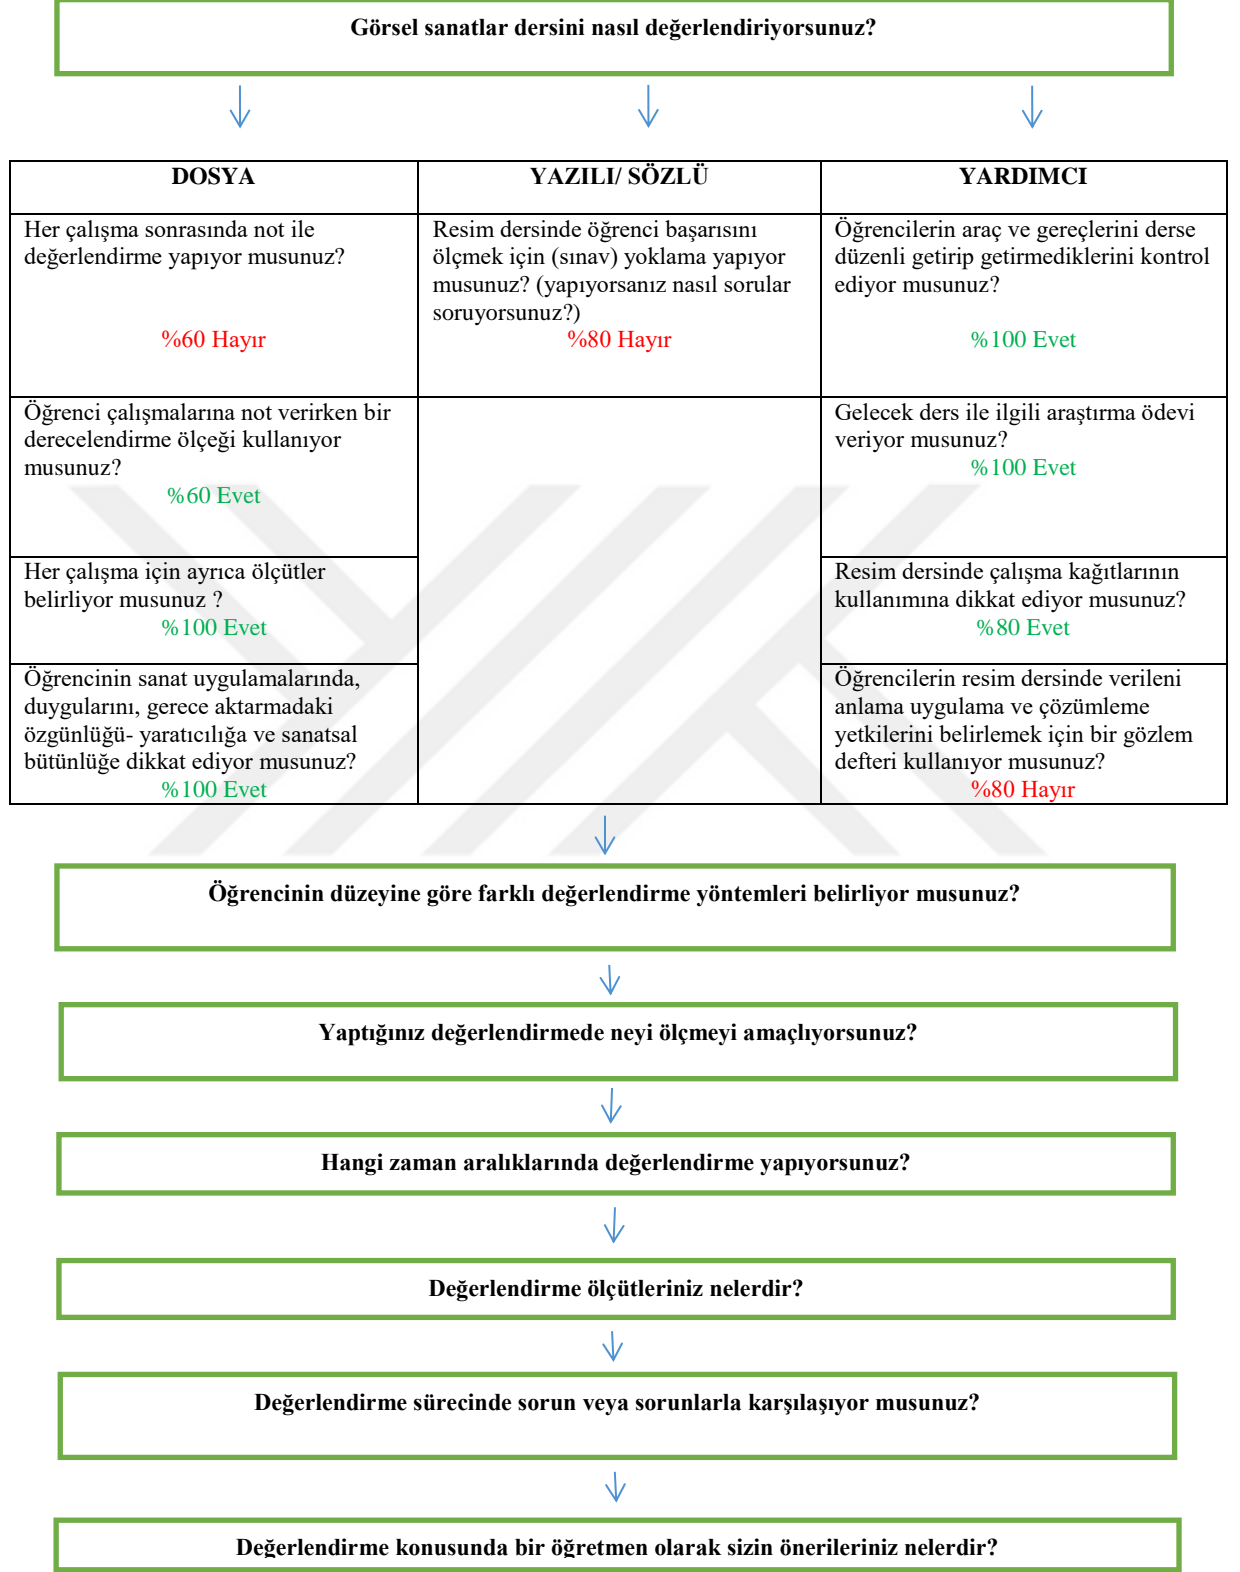 Görsel sanatlar dersini nasıl değerlendiriyorsunuz?
DOSYA
YAZILI/ SÖZLÜ
YARDIMCI
Her çalışma sonrasında not ile
değerlendirme yapıyor musunuz?
%60 Hayır
Resim dersinde öğrenci başarısını
ölçmek için (sınav) yoklama yapıyor
musunuz? (yapıyorsanız nasıl sorular
soruyorsunuz?)
%80 Hayır
Öğrencilerin araç ve gereçlerini derse
düzenli getirip getirmediklerini kontrol
ediyor musunuz?
%100 Evet
Öğrenci çalışmalarına not verirken bir
derecelendirme ölçeği kullanıyor
musunuz?
%60 Evet
Gelecek ders ile ilgili araştırma ödevi
veriyor musunuz?
%100 Evet
Her çalışma için ayrıca ölçütler
belirliyor musunuz ?
%100 Evet
Resim dersinde çalışma kağıtlarının
kullanımına dikkat ediyor musunuz?
%80 Evet
Öğrencinin sanat uygulamalarında,
duygularını, gerece aktarmadaki
özgünlüğü- yaratıcılığa ve sanatsal
bütünlüğe dikkat ediyor musunuz?
%100 Evet
Öğrencilerin resim dersinde verileni
anlama uygulama ve çözümleme
yetkilerini belirlemek için bir gözlem
defteri kullanıyor musunuz?
%80 Hayır
Öğrencinin düzeyine göre farklı değerlendirme yöntemleri belirliyor musunuz?
Yaptığınız değerlendirmede neyi ölçmeyi amaçlıyorsunuz?
Hangi zaman aralıklarında değerlendirme yapıyorsunuz?
Değerlendirme ölçütleriniz nelerdir?
Değerlendirme sürecinde sorun veya sorunlarla karşılaşıyor musunuz?
Değerlendirme konusunda bir öğretmen olarak sizin önerileriniz nelerdir?